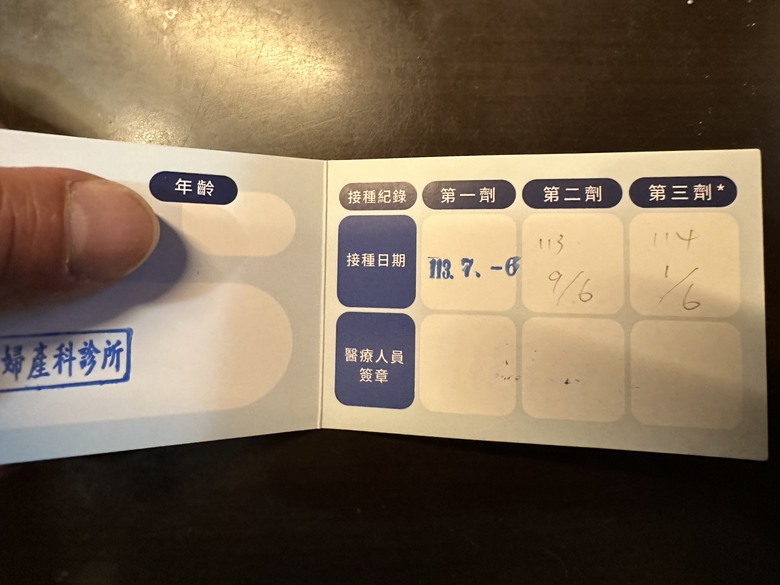 年齡
婦產科診所
接種紀錄 第一劑 第二劑 第三劑*
接種日期 113.7.-6 113 9/6 114 1/6
醫療人員
簽章